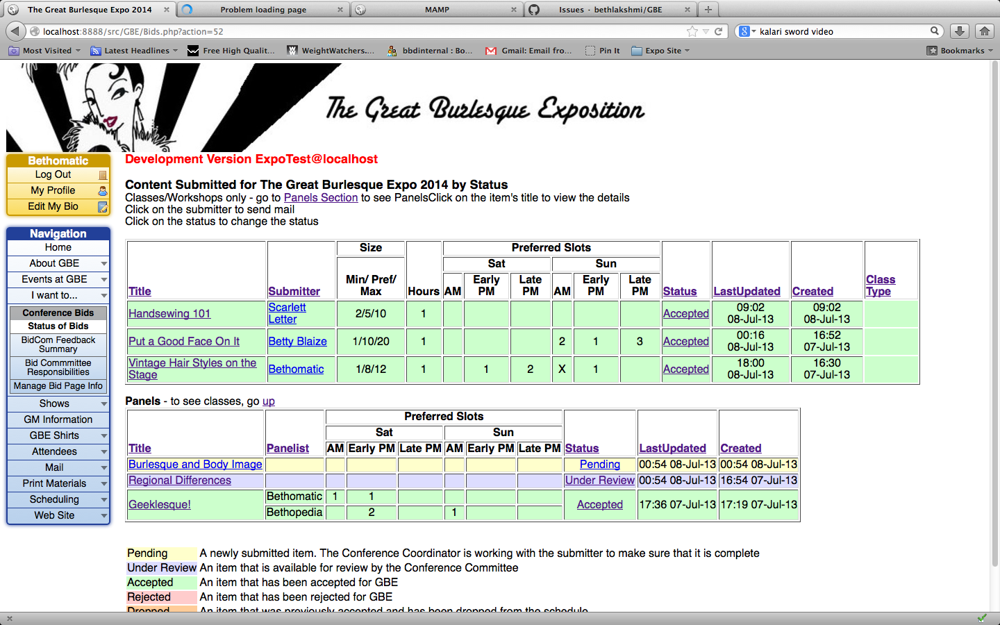 The Great Burlesque Expo 2014
Problem loading page
MAMP
Issues · bethlakshmi/GBE
localhost:8888/src/GBE/Bids.php?action=52
kalari sword video
Most Visited
Latest Headlines
Free High Qualit...
WeightWatchers....
bbdinternal : Bo...
Gmail: Email fro...
Pin It
Expo Site
Bookmarks
The Great Burlesque Exposition
Bethomatic
Log Out
My Profile
Edit My Bio
Navigation
Home
About GBE
Events at GBE
I want to...
Conference Bids
Status of Bids
BidCom Feedback
Summary
Bid Commmittee
Responsibilities
Manage Bid Page Info
Shows
GM Information
GBE Shirts
Attendees
Mail
Print Materials
Scheduling
Web Site
Development Version ExpoTest@localhost
Content Submitted for The Great Burlesque Expo 2014 by Status
Classes/Workshops only - go to Panels Section to see PanelsClick on the item's title to view the details
Click on the submitter to send mail
Click on the status to change the status
Size Preferred Slots
Sat Sun
Title Submitter Min/ Pref/ Max Hours AM Early PM Late PM AM Early PM Late PM Status LastUpdated Created Class Type
Handsewing 101 Scarlett Letter 2/5/10 1 Accepted 09:02 08-Jul-13 09:02 08-Jul-13
Put a Good Face On It Betty Blaize 1/10/20 1 2 1 3 Accepted 00:16 08-Jul-13 16:52 07-Jul-13
Vintage Hair Styles on the Stage Bethomatic 1/8/12 1 1 2 X 1 Accepted 18:00 08-Jul-13 16:30 07-Jul-13
Panels - to see classes, go up
Preferred Slots
Sat Sun
Title Panelist AM Early PM Late PM AM Early PM Late PM Status LastUpdated Created
Burlesque and Body Image Pending 00:54 08-Jul-13 00:54 08-Jul-13
Regional Differences Under Review 00:54 08-Jul-13 16:54 07-Jul-13
Geeklesque! Bethomatic 1 1 Accepted 17:36 07-Jul-13 17:19 07-Jul-13
Bethopedia 2 1
Pending A newly submitted item. The Conference Coordinator is working with the submitter to make sure that it is complete
Under Review An item that is available for review by the Conference Committee
Accepted An item that has been accepted for GBE
Rejected An item that has been rejected for GBE
Dropped An item that was previously accepted and has been dropped from the schedule